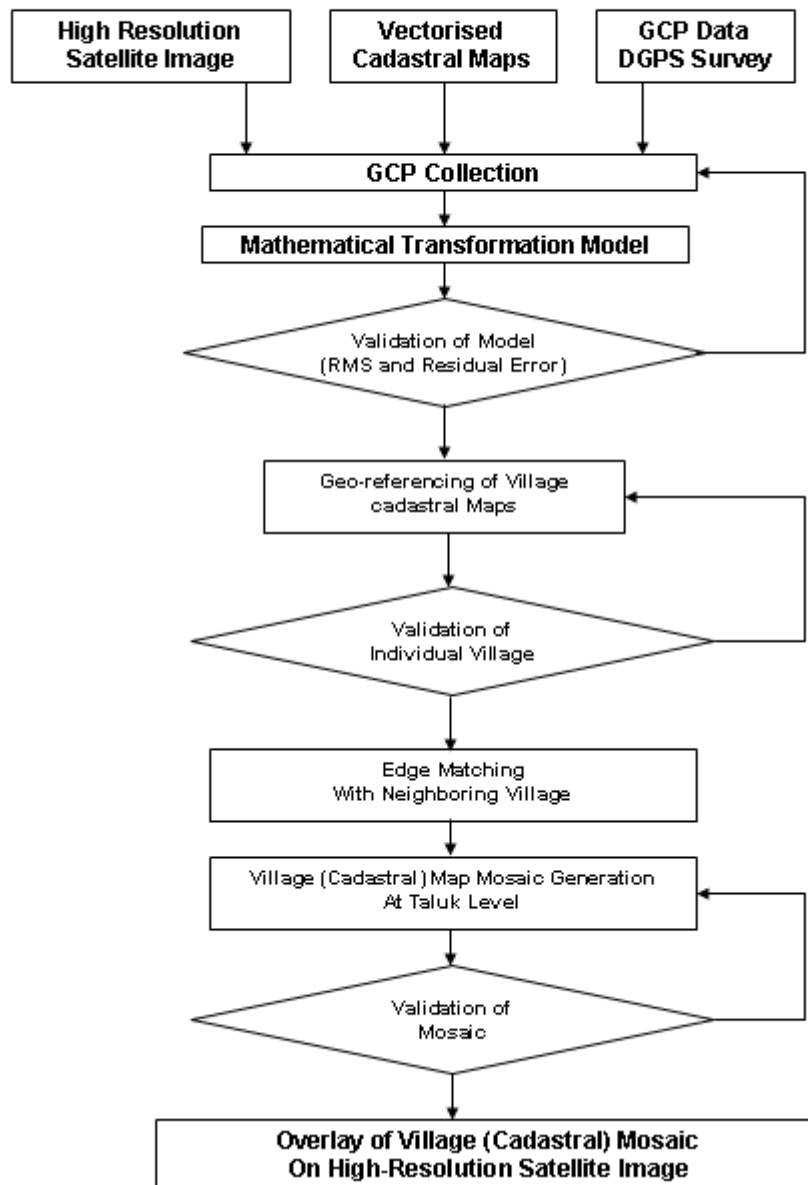 High Resolution
Satellite Image
Vectorised
Cadastral Maps
GCP Data
DGPS Survey
GCP Collection
Mathematical Transformation Model
Validation of Model
(RMS and Residual Error)
Geo-referencing of Village
cadastral Maps
Validation of
Individual Village
Edge Matching
With Neighboring Village
Village (Cadastral) Map Mosaic Generation
At Taluk Level
Validation of
Mosaic
Overlay of Village (Cadastral) Mosaic
On High-Resolution Satellite Image